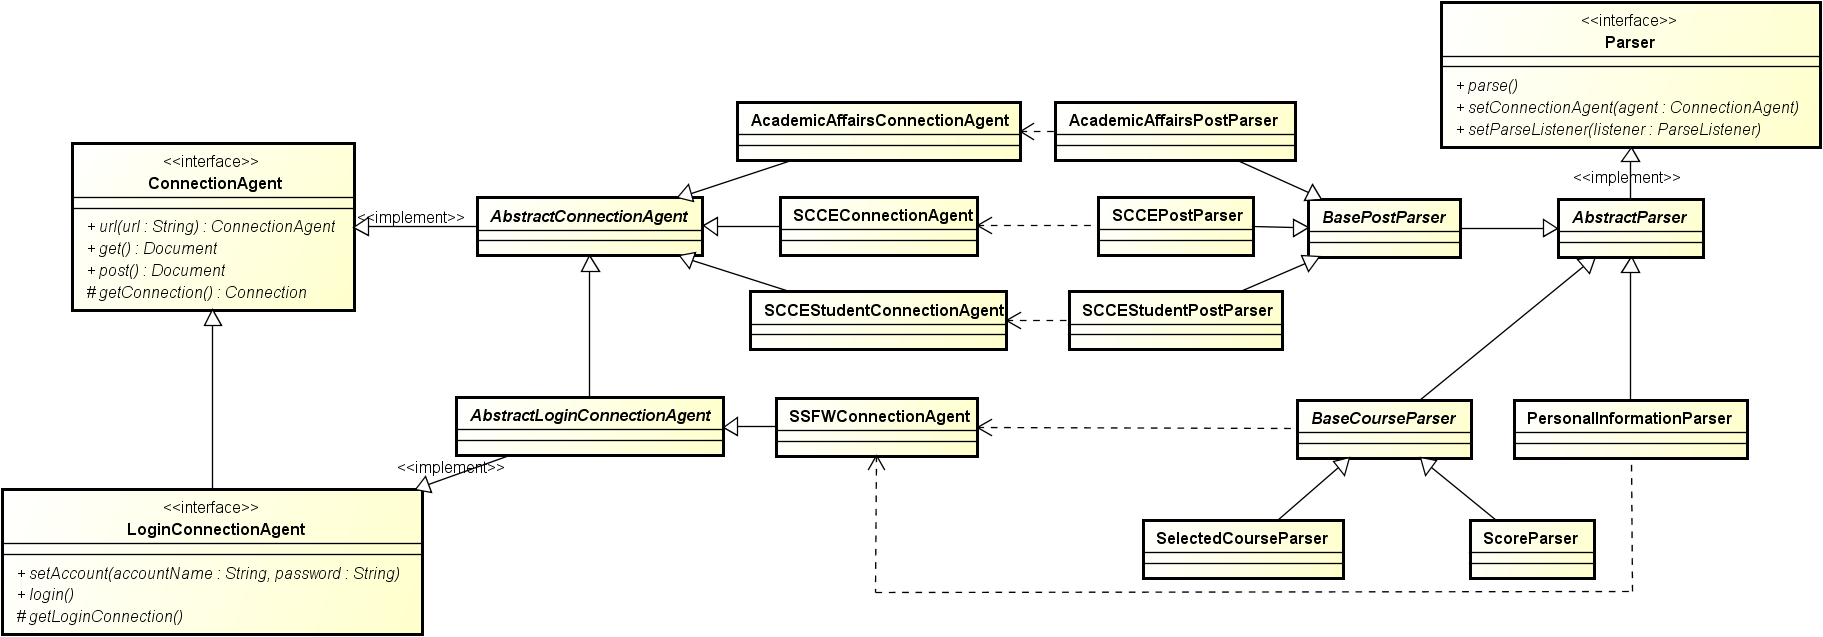 <<interface>>
Parser
+ parse()
+ setConnectionAgent(agent : ConnectionAgent)
+ setParseListener(listener : ParseListener)
<<implement>>
AcademicAffairsConnectionAgent
AcademicAffairsPostParser
<<interface>>
ConnectionAgent
+ url(url : String) : ConnectionAgent
+ get() : Document
+ post() : Document
# getConnection() : Connection
<<implement>>
AbstractConnectionAgent
SCCEConnectionAgent
SCCEPostParser
BasePostParser
AbstractParser
SCCEStudentConnectionAgent
SCCEStudentPostParser
AbstractLoginConnectionAgent
SSFWConnectionAgent
BaseCourseParser
PersonalInformationParser
<<implement>>
<<interface>>
LoginConnectionAgent
+ setAccount(accountName : String, password : String)
+ login()
# getLoginConnection()
SelectedCourseParser
ScoreParser